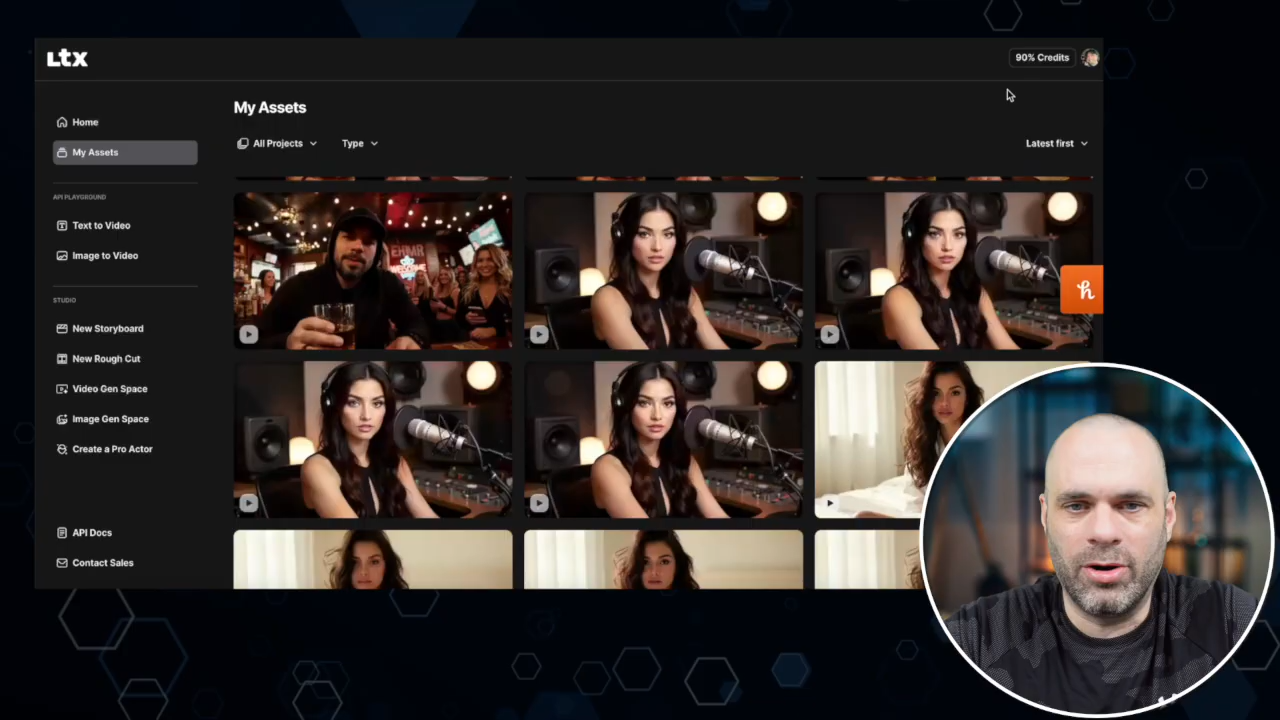 Ltx
90% Credits
My Assets
Home
My Assets
All Projects
Type
Latest first
API PLAYGROUND
Text to Video
Image to Video
STUDIO
New Storyboard
New Rough Cut
Video Gen Space
Image Gen Space
Create a Pro Actor
API Docs
Contact Sales